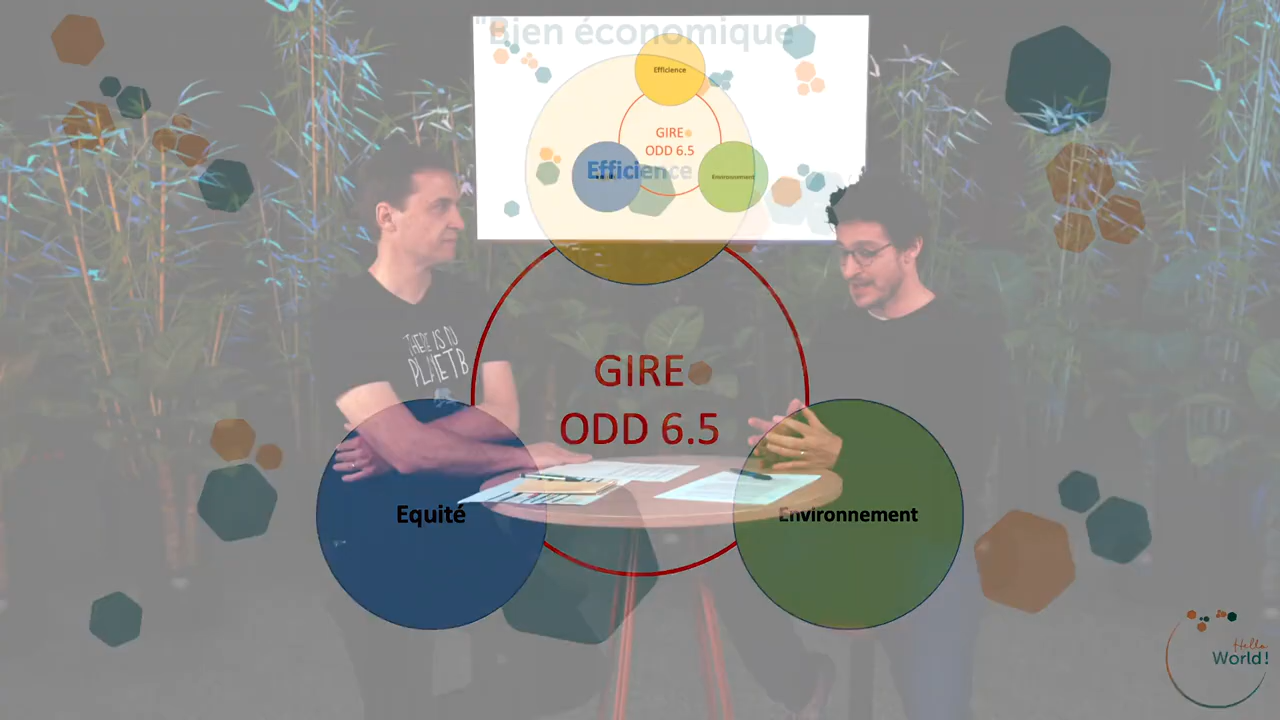 "Bien économique"
Efficience
GIRE
ODD 6.5
Efficience
Environnement
THERE IS NO
PLANET B
GIRE
ODD 6.5
Equité
Environnement
Hello
World!